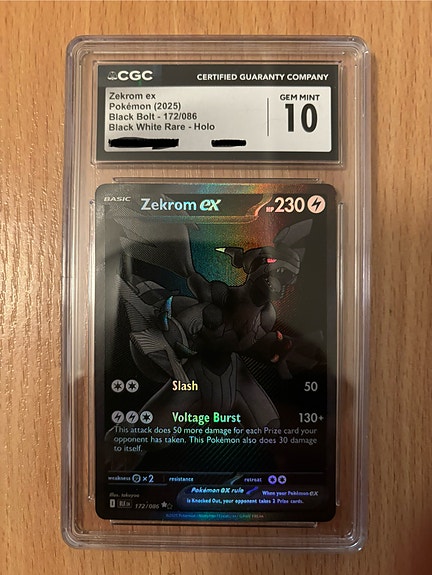 CGC
CERTIFIED GUARANTY COMPANY
Zekrom ex
Pokémon (2025)
Black Bolt - 172/086
Black White Rare - Holo
GEM MINT
10
BASIC
Zekrom ex
HP 230
Slash 50
Voltage Burst 130+
This attack does 50 more damage for each Prize card your
opponent has taken. This Pokémon also does 30 damage
to itself.
weakness ×2 resistance retreat
Pokémon ex rule
When your Pokémon ex
is Knocked Out, your opponent takes 2 Prize cards.
Illus.
172/086